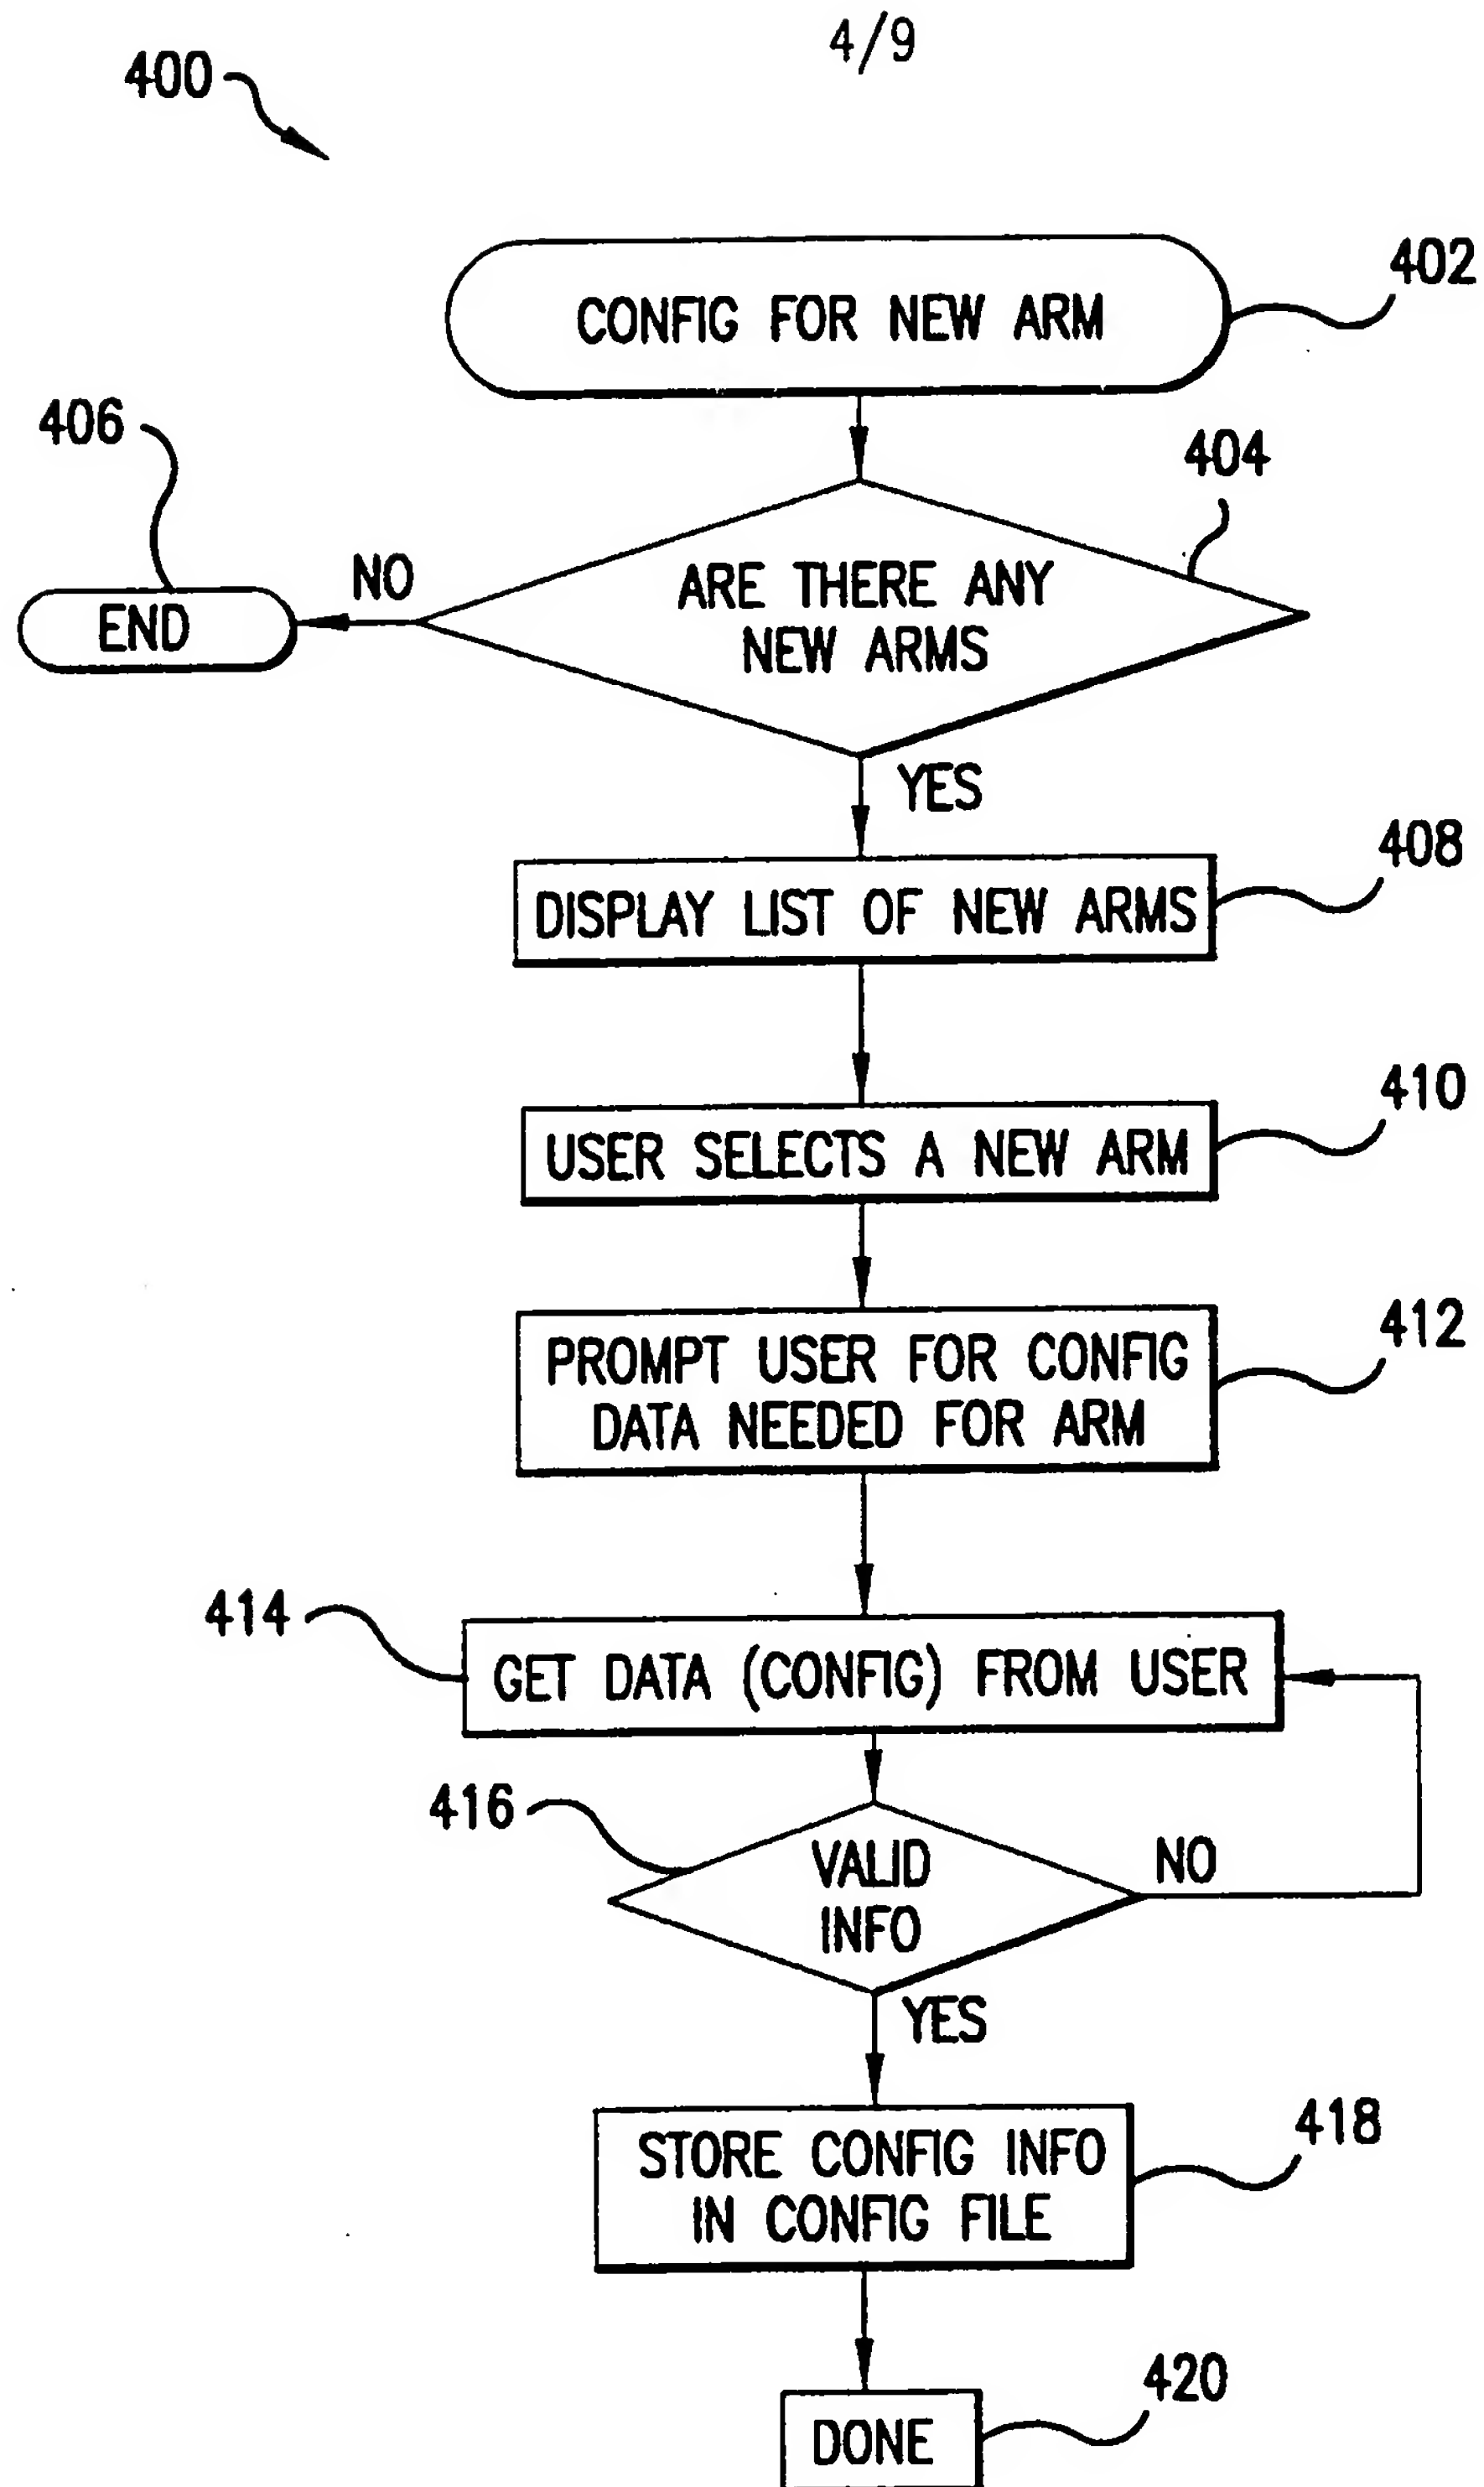 4/9
400
CONFIG FOR NEW ARM
402
406
404
ARE THERE ANY
NEW ARMS
NO
END
YES
DISPLAY LIST OF NEW ARMS
408
USER SELECTS A NEW ARM
410
PROMPT USER FOR CONFIG
DATA NEEDED FOR ARM
412
414
GET DATA (CONFIG) FROM USER
416
VALID
INFO
NO
YES
STORE CONFIG INFO
IN CONFIG FILE
418
DONE
420